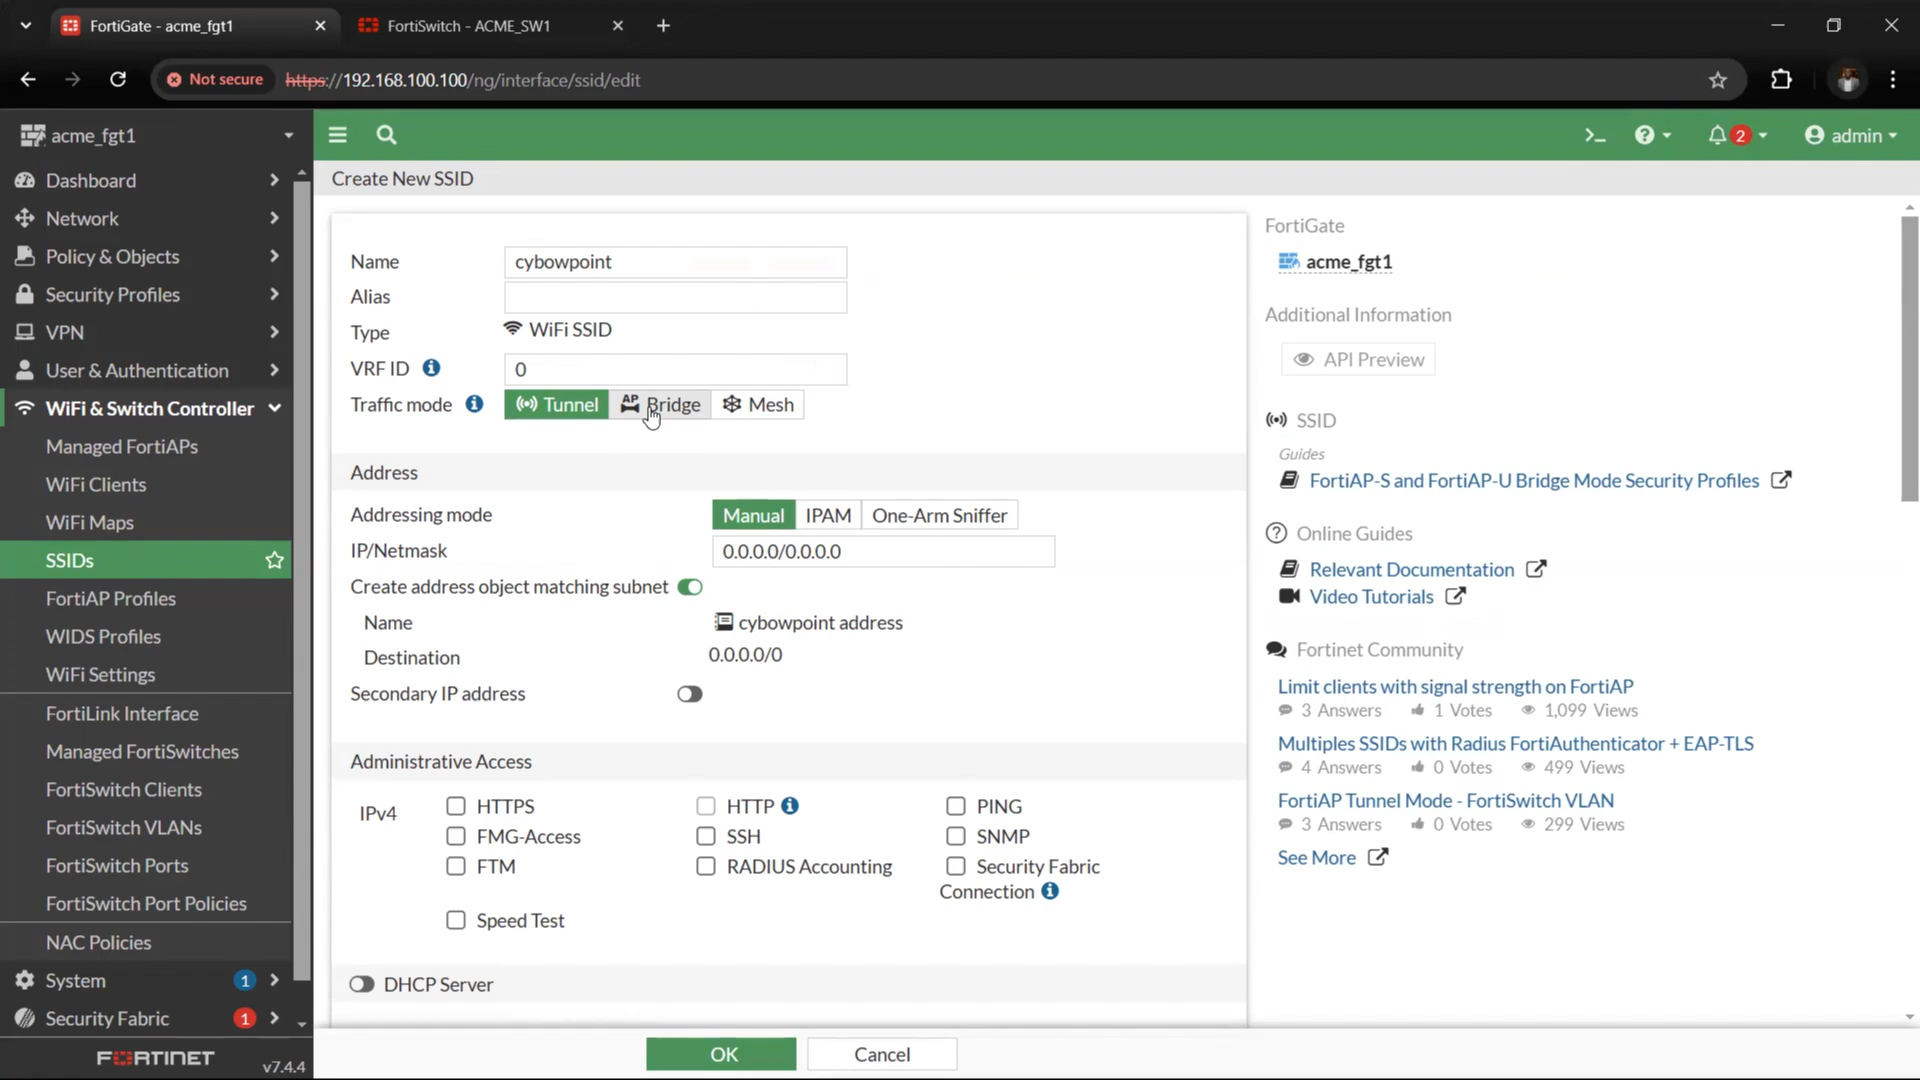 FortiGate - acme_fgt1
FortiSwitch - ACME_SW1
Not secure https://192.168.100.100/ng/interface/ssid/edit
acme_fgt1
2
admin
Dashboard
Network
Policy & Objects
Security Profiles
VPN
User & Authentication
WiFi & Switch Controller
Managed FortiAPs
WiFi Clients
WiFi Maps
SSIDs
FortiAP Profiles
WIDS Profiles
WiFi Settings
FortiLink Interface
Managed FortiSwitches
FortiSwitch Clients
FortiSwitch VLANs
FortiSwitch Ports
FortiSwitch Port Policies
NAC Policies
System 1
Security Fabric 1
FORTINET v7.4.4
Create New SSID
Name cybowpoint
Alias
Type WiFi SSID
VRF ID 0
Traffic mode Tunnel AP Bridge Mesh
Address
Addressing mode Manual IPAM One-Arm Sniffer
IP/Netmask 0.0.0.0/0.0.0.0
Create address object matching subnet
Name cybowpoint address
Destination 0.0.0.0/0
Secondary IP address
Administrative Access
IPv4 HTTPS HTTP PING
FMG-Access SSH SNMP
FTM RADIUS Accounting Security Fabric
Connection
Speed Test
DHCP Server
OK Cancel
FortiGate
acme_fgt1
Additional Information
API Preview
SSID
Guides
FortiAP-S and FortiAP-U Bridge Mode Security Profiles
Online Guides
Relevant Documentation
Video Tutorials
Fortinet Community
Limit clients with signal strength on FortiAP
3 Answers 1 Votes 1,099 Views
Multiples SSIDs with Radius FortiAuthenticator + EAP-TLS
4 Answers 0 Votes 499 Views
FortiAP Tunnel Mode - FortiSwitch VLAN
3 Answers 0 Votes 299 Views
See More